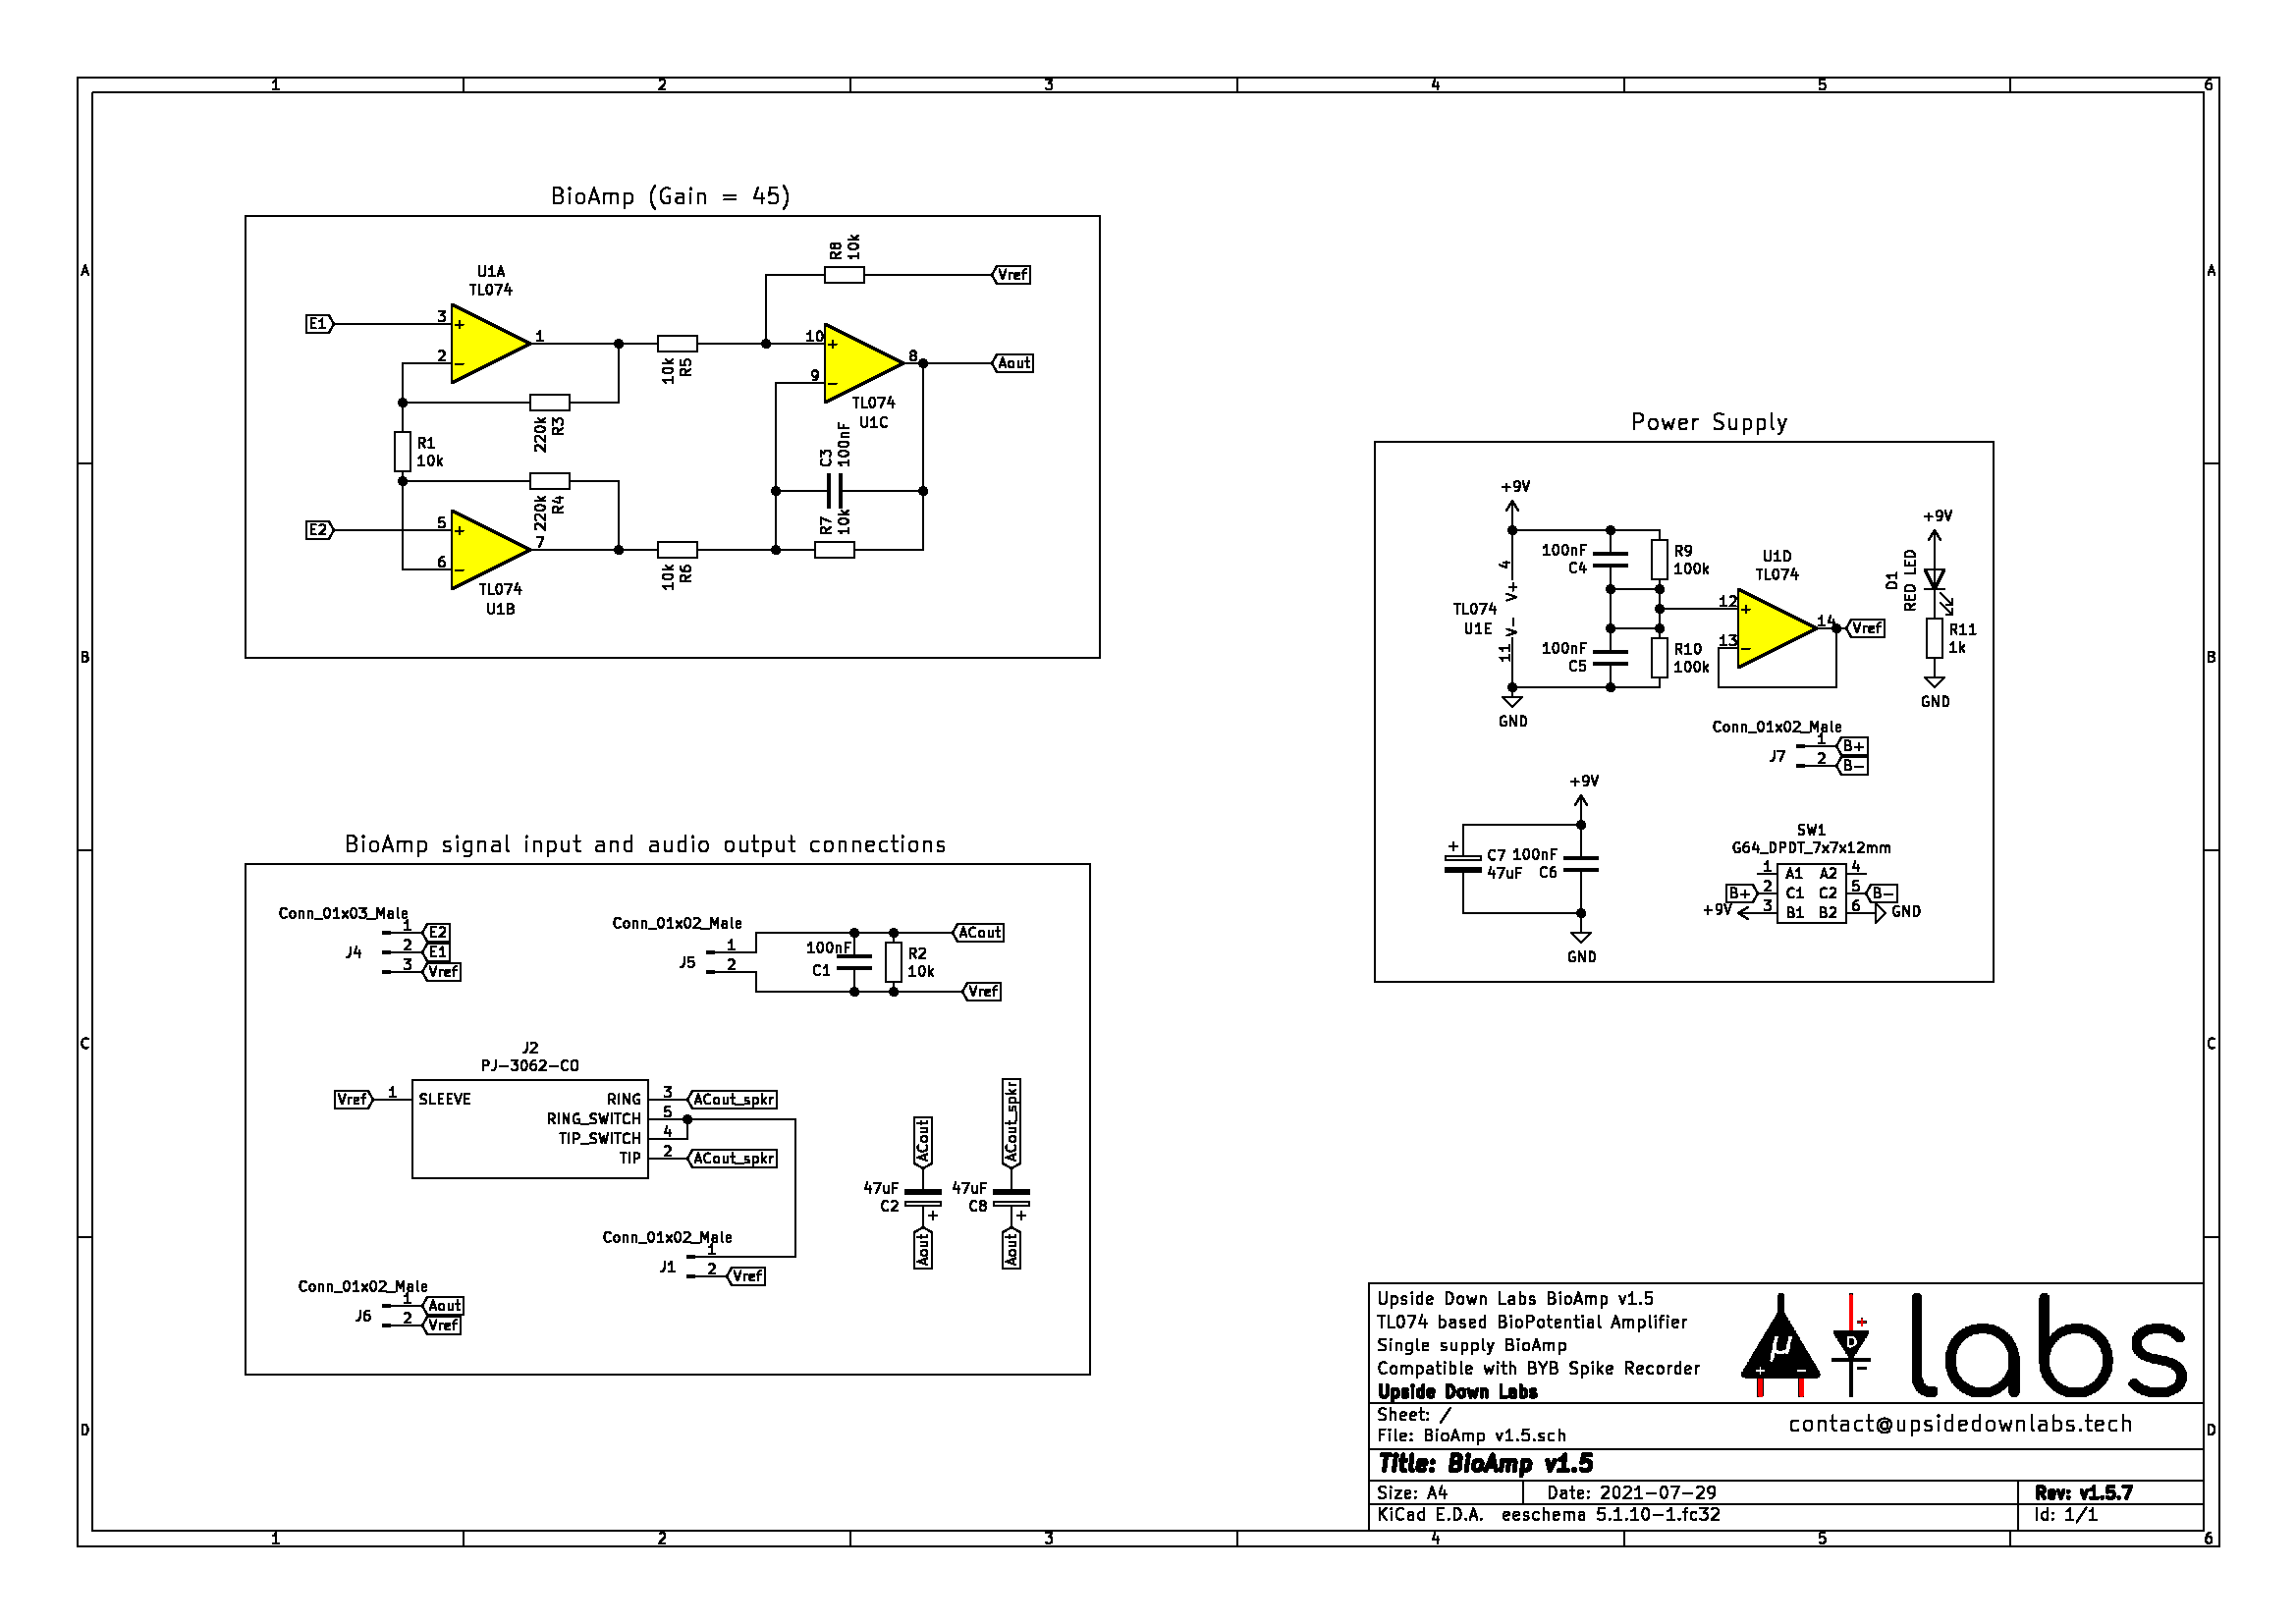 1 2 3 4 5 6
A
B
C
D
A
B
C
D
BioAmp (Gain = 45)
U1A
TL074
E1
3
+
2
−
1
R8
10k
Vref
10k
R5
10
+
9
−
8
Aout
TL074
U1C
220k
R3
R1
10k
220k
R4
C3
100nF
R7
10k
E2
5
+
6
−
7
TL074
U1B
10k
R6
Power Supply
+9V
4
V+
TL074
U1E
V−
11
GND
100nF
C4
R9
100k
100nF
C5
R10
100k
U1D
TL074
12
+
13
−
14
Vref
+9V
D1
RED LED
R11
1k
GND
Conn_01x02_Male
J7
1
B+
2
B−
+9V
+
C7
47uF
100nF
C6
GND
SW1
G64_DPDT_7x7x12mm
1 A1 A2 4
B+ 2 C1 C2 5 B−
+9V 3 B1 B2 6 GND
BioAmp signal input and audio output connections
Conn_01x03_Male
J4
1 E2
2 E1
3 Vref
Conn_01x02_Male
J5
1
2
100nF
C1
R2
10k
ACout
Vref
J2
PJ-3062-CO
Vref 1 SLEEVE
RING 3 ACout_spkr
RING_SWITCH 5
TIP_SWITCH 4
TIP 2 ACout_spkr
ACout
47uF
C2
+
Aout
ACout_spkr
47uF
C8
+
Aout
Conn_01x02_Male
J1
1
2 Vref
Conn_01x02_Male
J6
1 Aout
2 Vref
Upside Down Labs BioAmp v1.5
TL074 based BioPotential Amplifier
Single supply BioAmp
Compatible with BYB Spike Recorder
Upside Down Labs
μ + −
D + −
labs
Sheet: /
File: BioAmp v1.5.sch
contact@upsidedownlabs.tech
Title: BioAmp v1.5
Size: A4 Date: 2021-07-29 Rev: v1.5.7
KiCad E.D.A. eeschema 5.1.10-1.fc32 Id: 1/1
1 2 3 4 5 6